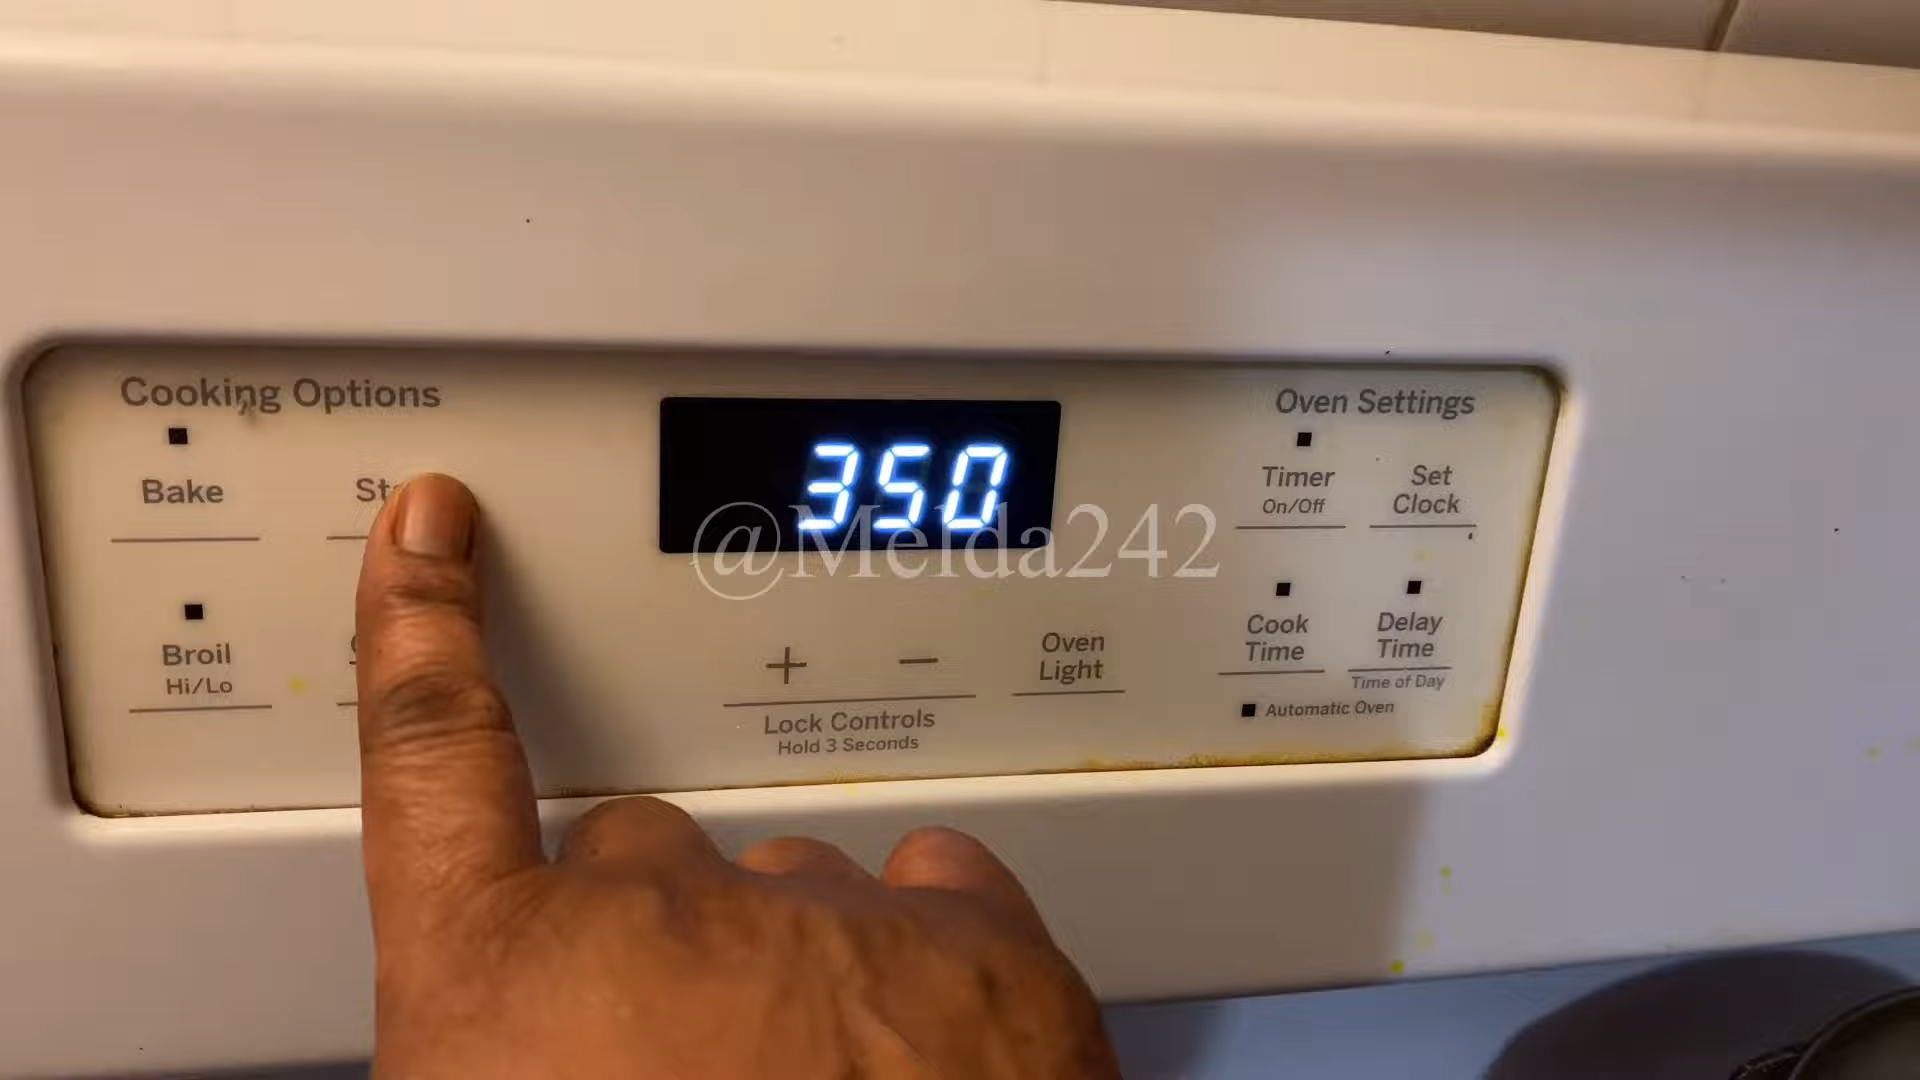 Cooking Options
Bake
Broil
Hi/Lo
350
@Melda242
+ −
Lock Controls
Hold 3 Seconds
Oven
Light
Oven Settings
Timer
On/Off
Set
Clock
Cook
Time
Delay
Time
Time of Day
Automatic Oven